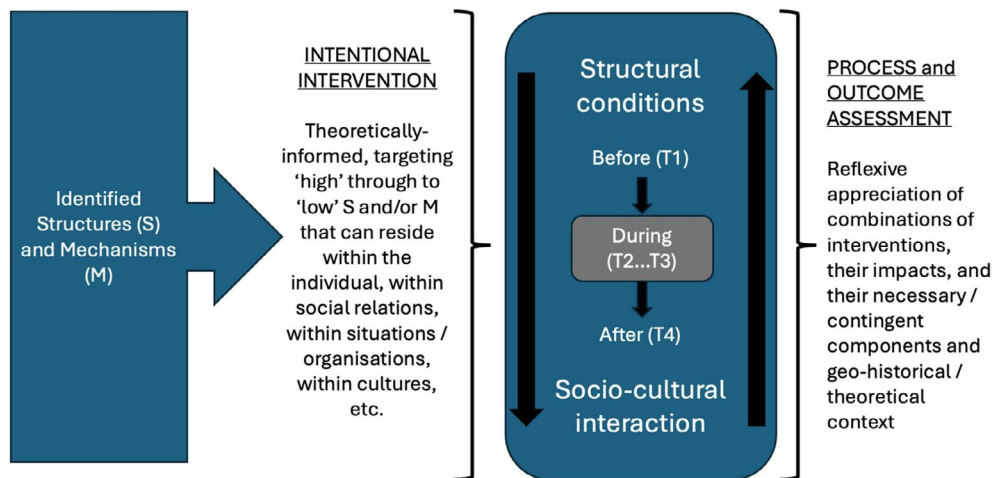 Identified
Structures (S)
and Mechanisms
(M)
INTENTIONAL
INTERVENTION
Theoretically-
informed, targeting
‘high’ through to
‘low’ S and/or M
that can reside
within the
individual, within
social relations,
within situations /
organisations,
within cultures,
etc.
Structural
conditions
Before (T1)
During
(T2...T3)
After (T4)
Socio-cultural
interaction
PROCESS and
OUTCOME
ASSESSMENT
Reflexive
appreciation of
combinations of
interventions,
their impacts, and
their necessary /
contingent
components and
geo-historical /
theoretical
context